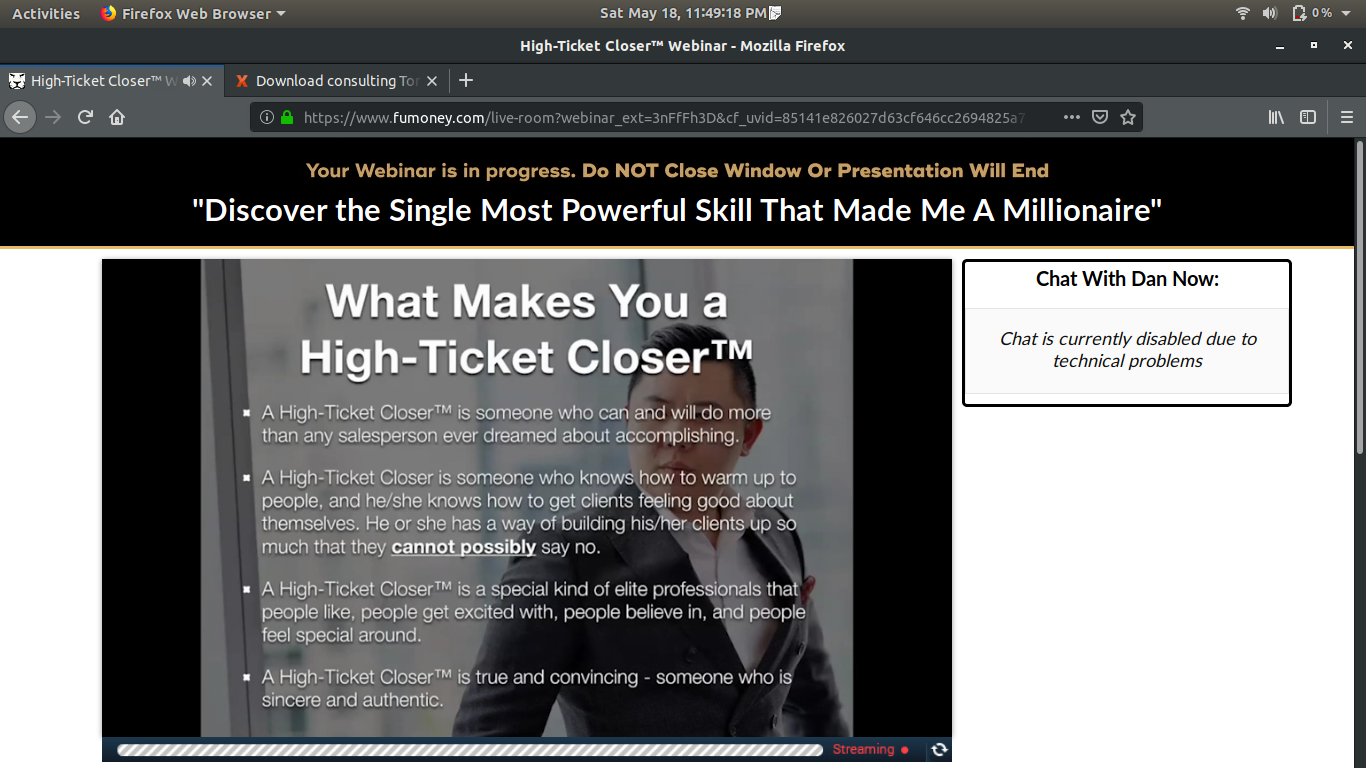 Activities
Firefox Web Browser
Sat May 18, 11:49:18 PM
0 %
High-Ticket Closer™ Webinar - Mozilla Firefox
High-Ticket Closer™ W
Download consulting Tor
https://www.fumoney.com/live-room?webinar_ext=3nFfFh3D&cf_uvid=85141e826027d63cf646cc2694825a7
Your Webinar is in progress. Do NOT Close Window Or Presentation Will End
"Discover the Single Most Powerful Skill That Made Me A Millionaire"
What Makes You a
High-Ticket Closer™
A High-Ticket Closer™ is someone who can and will do more
than any salesperson ever dreamed about accomplishing.
A High-Ticket Closer is someone who knows how to warm up to
people, and he/she knows how to get clients feeling good about
themselves. He or she has a way of building his/her clients up so
much that they cannot possibly say no.
A High-Ticket Closer™ is a special kind of elite professionals that
people like, people get excited with, people believe in, and people
feel special around.
A High-Ticket Closer™ is true and convincing - someone who is
sincere and authentic.
Streaming
Chat With Dan Now:
Chat is currently disabled due to
technical problems